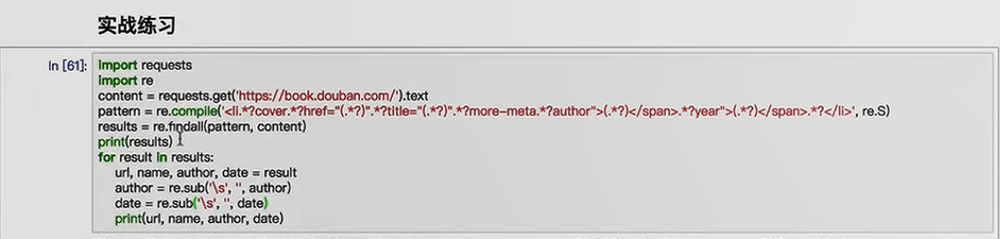 实战练习
In [61]:
import requests
import re
content = requests.get('https://book.douban.com/').text
pattern = re.compile('<li.*?cover.*?href="(.*?)".*?title="(.*?)".*?more-meta.*?author">(.*?)</span>.*?year">(.*?)</span>.*?</li>', re.S)
results = re.findall(pattern, content)
print(results)
for result in results:
    url, name, author, date = result
    author = re.sub('\s', '', author)
    date = re.sub('\s', '', date)
    print(url, name, author, date)